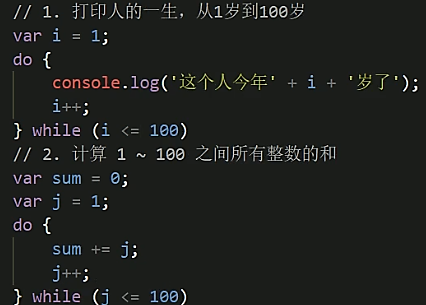 // 1. 打印人的一生，从1岁到100岁
var i = 1;
do {
    console.log('这个人今年' + i + '岁了');
    i++;
} while (i <= 100)
// 2. 计算 1 ~ 100 之间所有整数的和
var sum = 0;
var j = 1;
do {
    sum += j;
    j++;
} while (j <= 100)